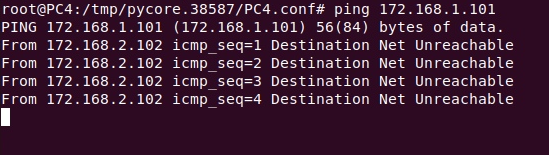 root@PC4:/tmp/pycore.38587/PC4.conf# ping 172.168.1.101
PING 172.168.1.101 (172.168.1.101) 56(84) bytes of data.
From 172.168.2.102 icmp_seq=1 Destination Net Unreachable
From 172.168.2.102 icmp_seq=2 Destination Net Unreachable
From 172.168.2.102 icmp_seq=3 Destination Net Unreachable
From 172.168.2.102 icmp_seq=4 Destination Net Unreachable